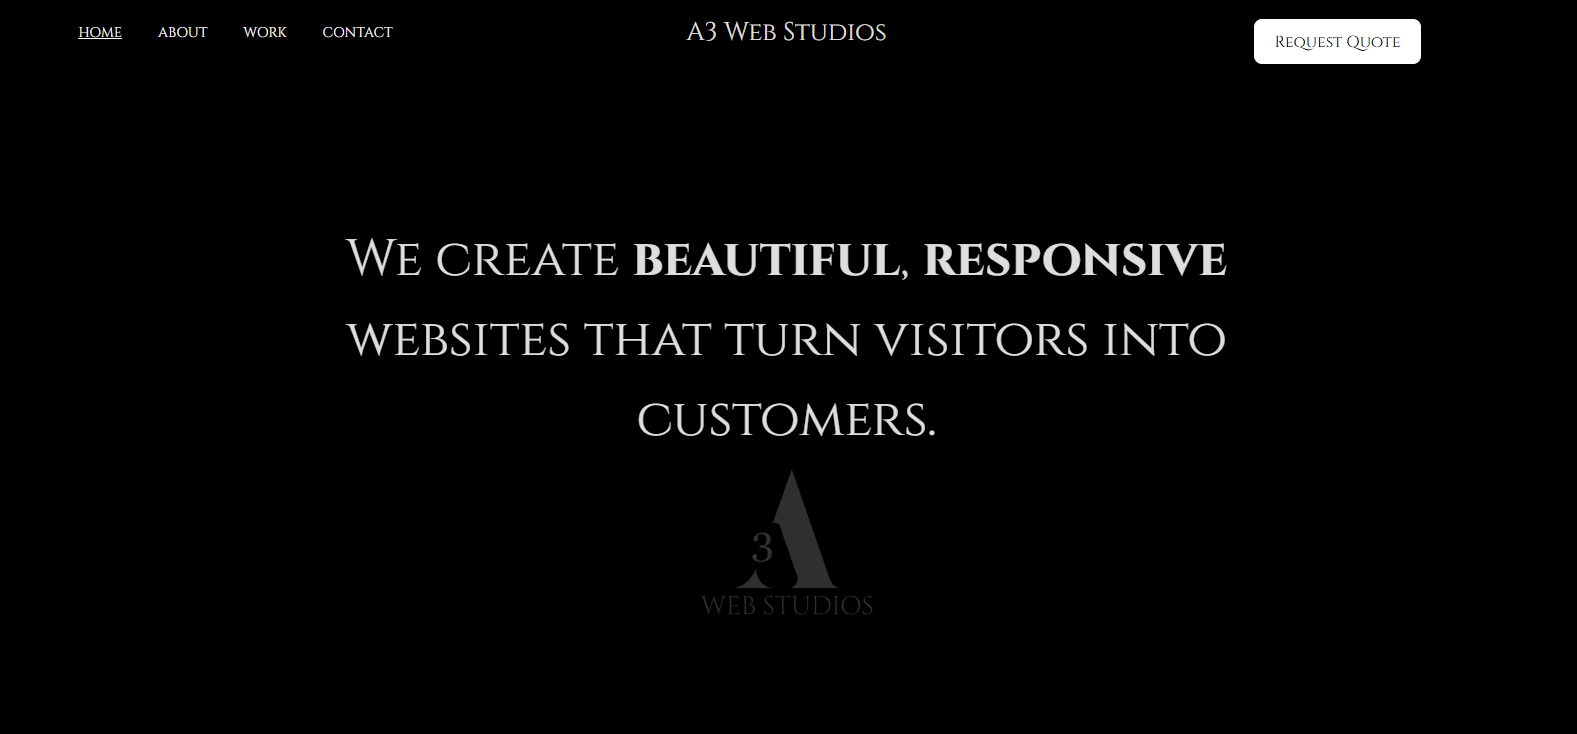 HOME ABOUT WORK CONTACT A3 Web Studios Request Quote
We create beautiful, responsive
websites that turn visitors into
customers.
A3
WEB STUDIOS